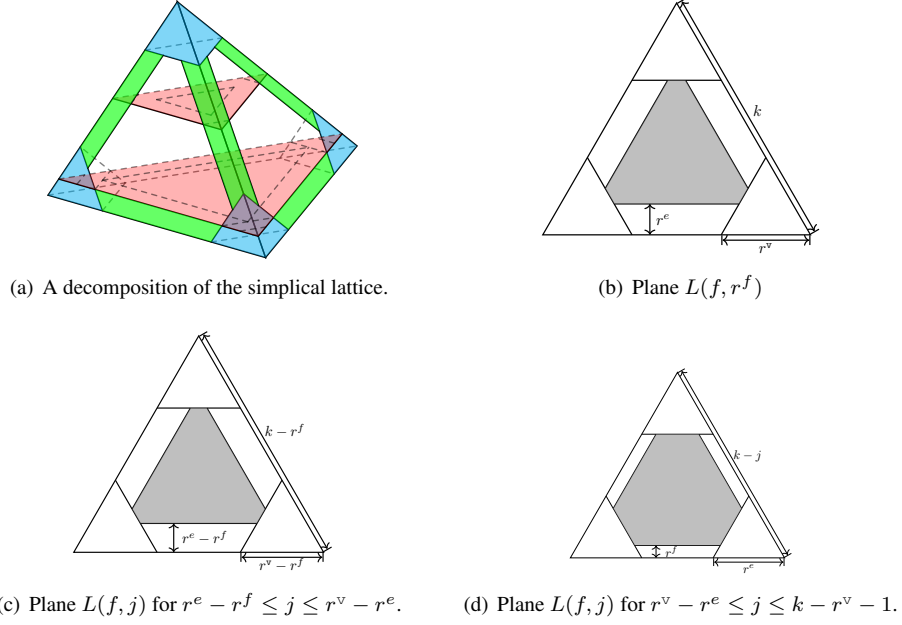 k
r^e
r^v
(a) A decomposition of the simplical lattice.
(b) Plane L(f, r^f)
k − r^f
r^e − r^f
r^v − r^f
k − j
r^f
r^e
c) Plane L(f, j) for r^e − r^f ≤ j ≤ r^v − r^e.
(d) Plane L(f, j) for r^v − r^e ≤ j ≤ k − r^v − 1.